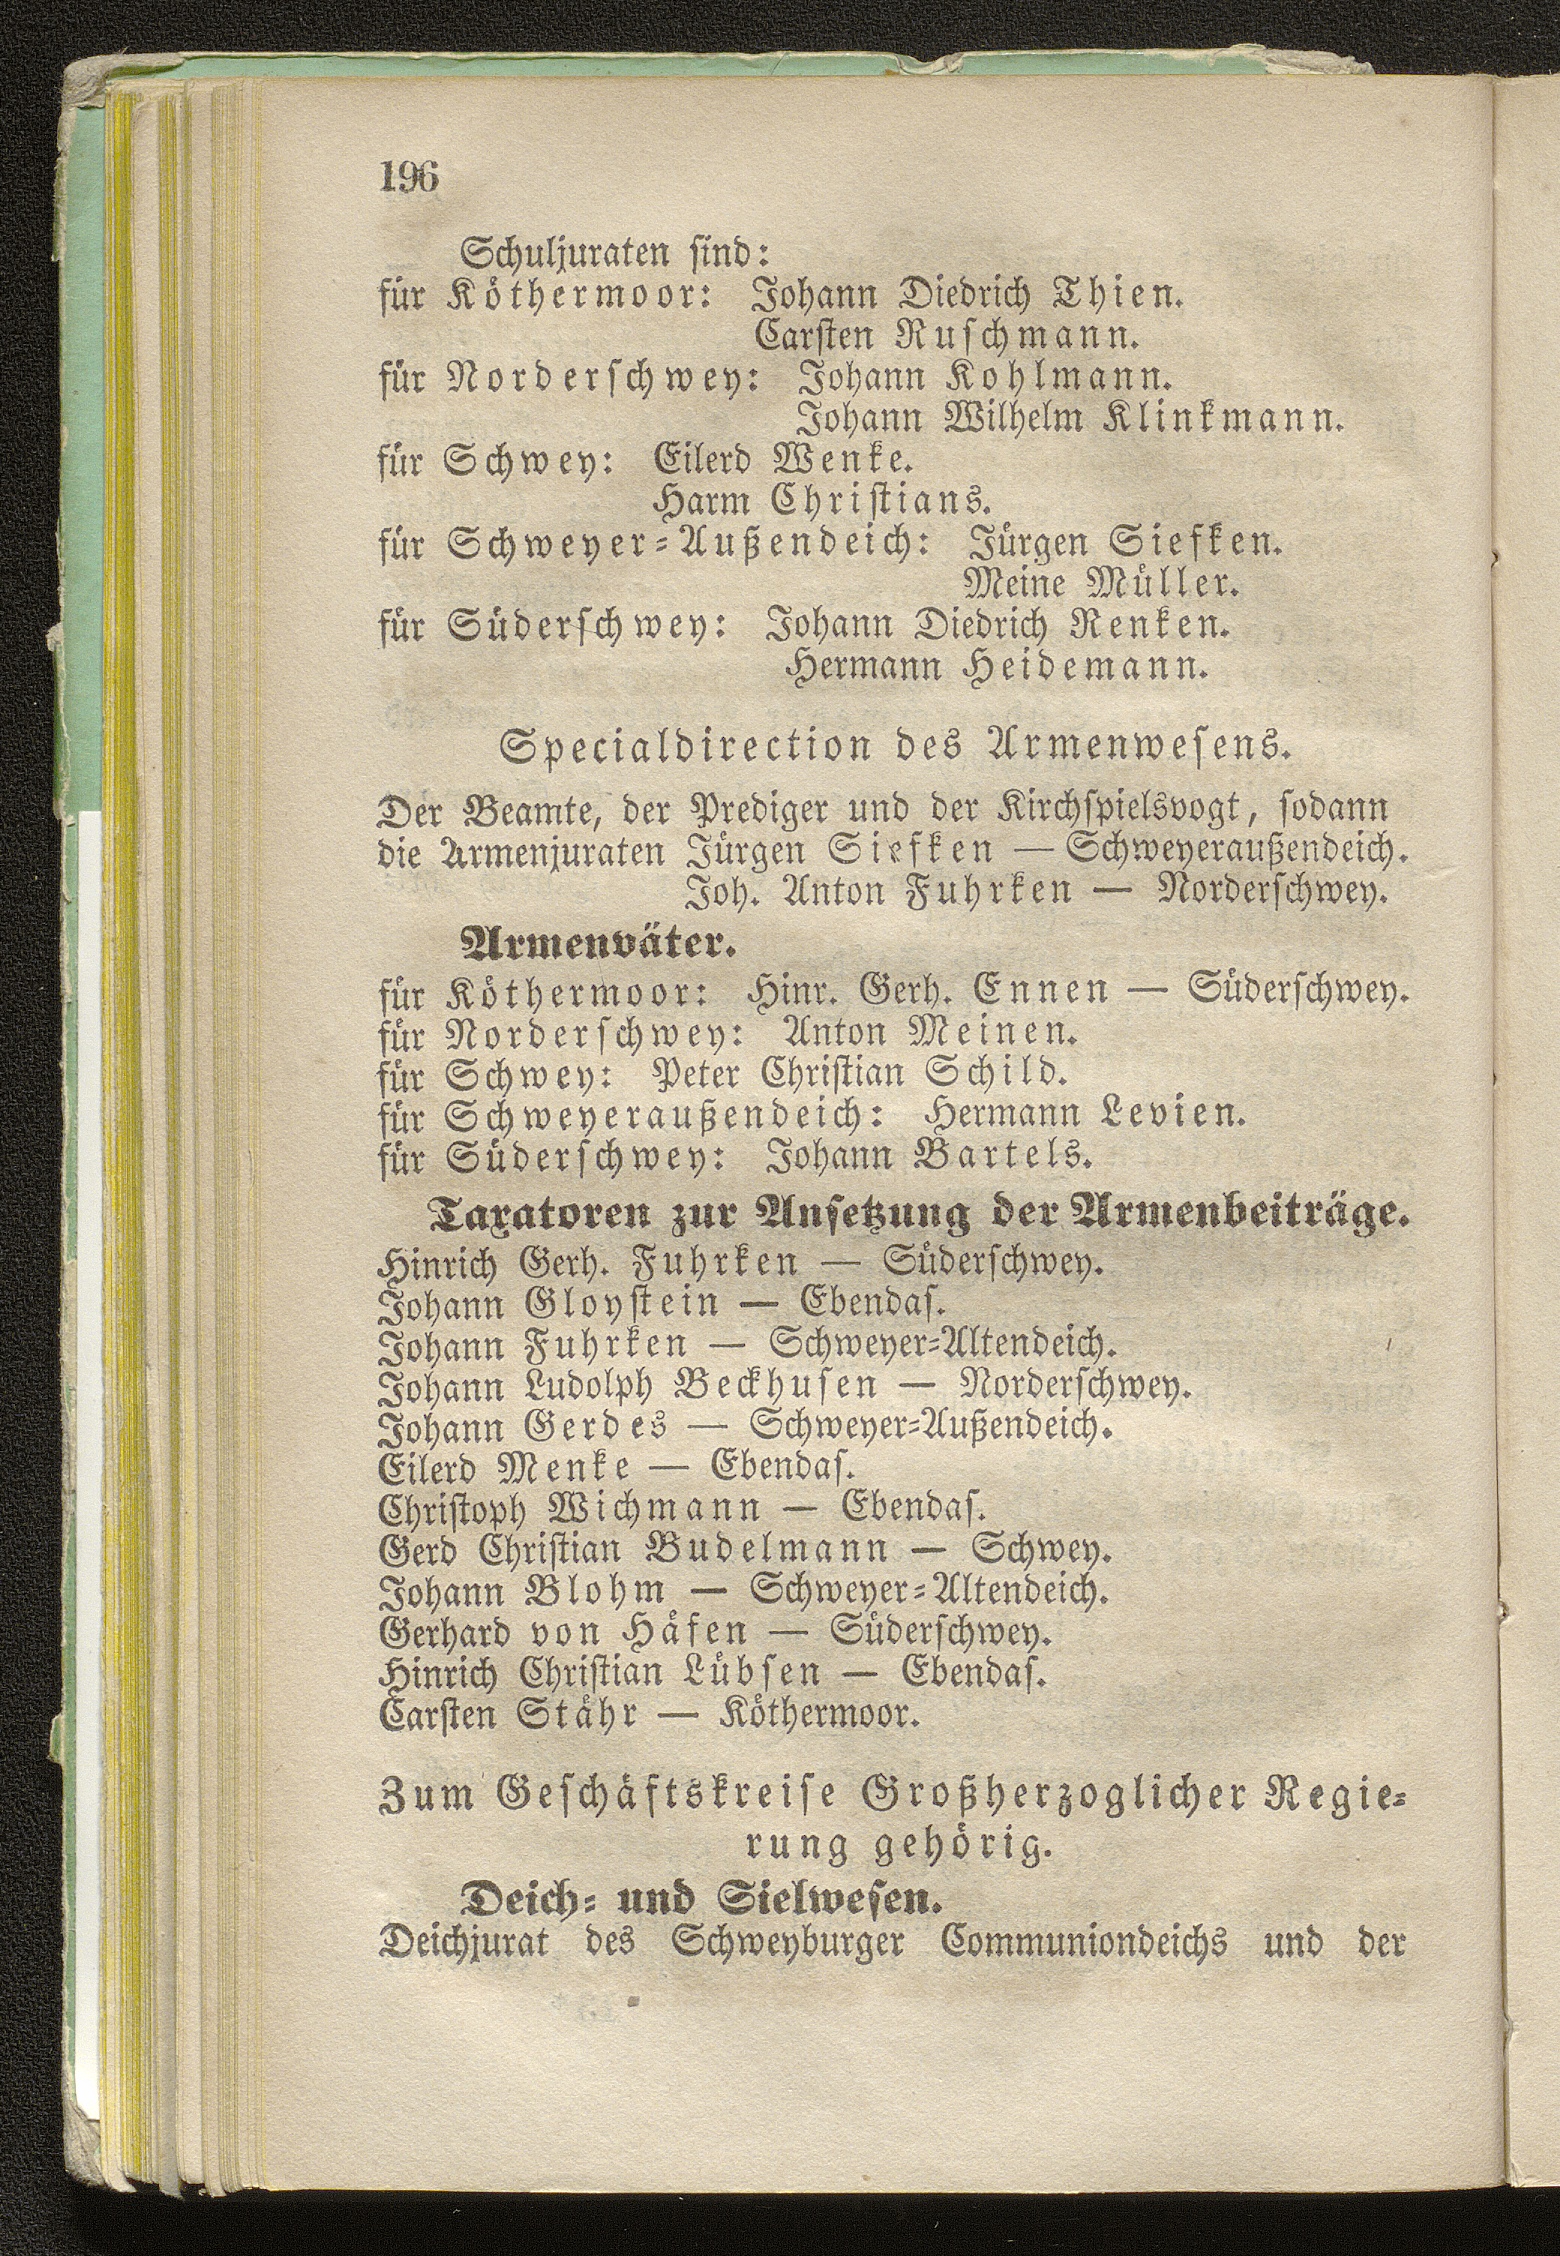 196
Schuljuraten sind:
für Köthermoor: Johann Diedrich Thien.
Carsten Ruschmann.
für Norderschwey: Johann Kohlmann.
Johann Wilhelm Klinkmann.
für Schwey: Eilerd Wenke.
Harm Christians.
für Schweyer-Außendeich: Jürgen Siefken.
Meine Müller.
für Süderschwey: Johann Diedrich Renken.
Hermann Heidemann.
Specialdirection des Armenwesens.
Der Beamte, der Prediger und der Kirchspielsvogt, sodann
die Armenjuraten Jürgen Siefken — Schweyeraußendeich.
Joh. Anton Fuhrken — Norderschwey.
Armenväter.
für Köthermoor: Hinr. Gerh. Ennen — Süderschwey.
für Norderschwey: Anton Meinen.
für Schwey: Peter Christian Schild.
für Schweyeraußendeich: Hermann Levien.
für Süderschwey: Johann Bartels.
Taxatoren zur Ansetzung der Armenbeiträge.
Hinrich Gerh. Fuhrken — Süderschwey.
Johann Gloystein — Ebendas.
Johann Fuhrken — Schweyer-Altendeich.
Johann Ludolph Beckhusen — Norderschwey.
Johann Gerdes — Schweyer-Außendeich.
Eilerd Menke — Ebendas.
Christoph Wichmann — Ebendas.
Gerd Christian Budelmann — Schwey.
Johann Blohm — Schweyer-Altendeich.
Gerhard von Häfen — Süderschwey.
Hinrich Christian Lübsen — Ebendas.
Carsten Stähr — Köthermoor.
Zum Geschäftskreise Großherzoglicher Regie-
rung gehörig.
Deich- und Sielwesen.
Deichjurat des Schweyburger Communiondeichs und der